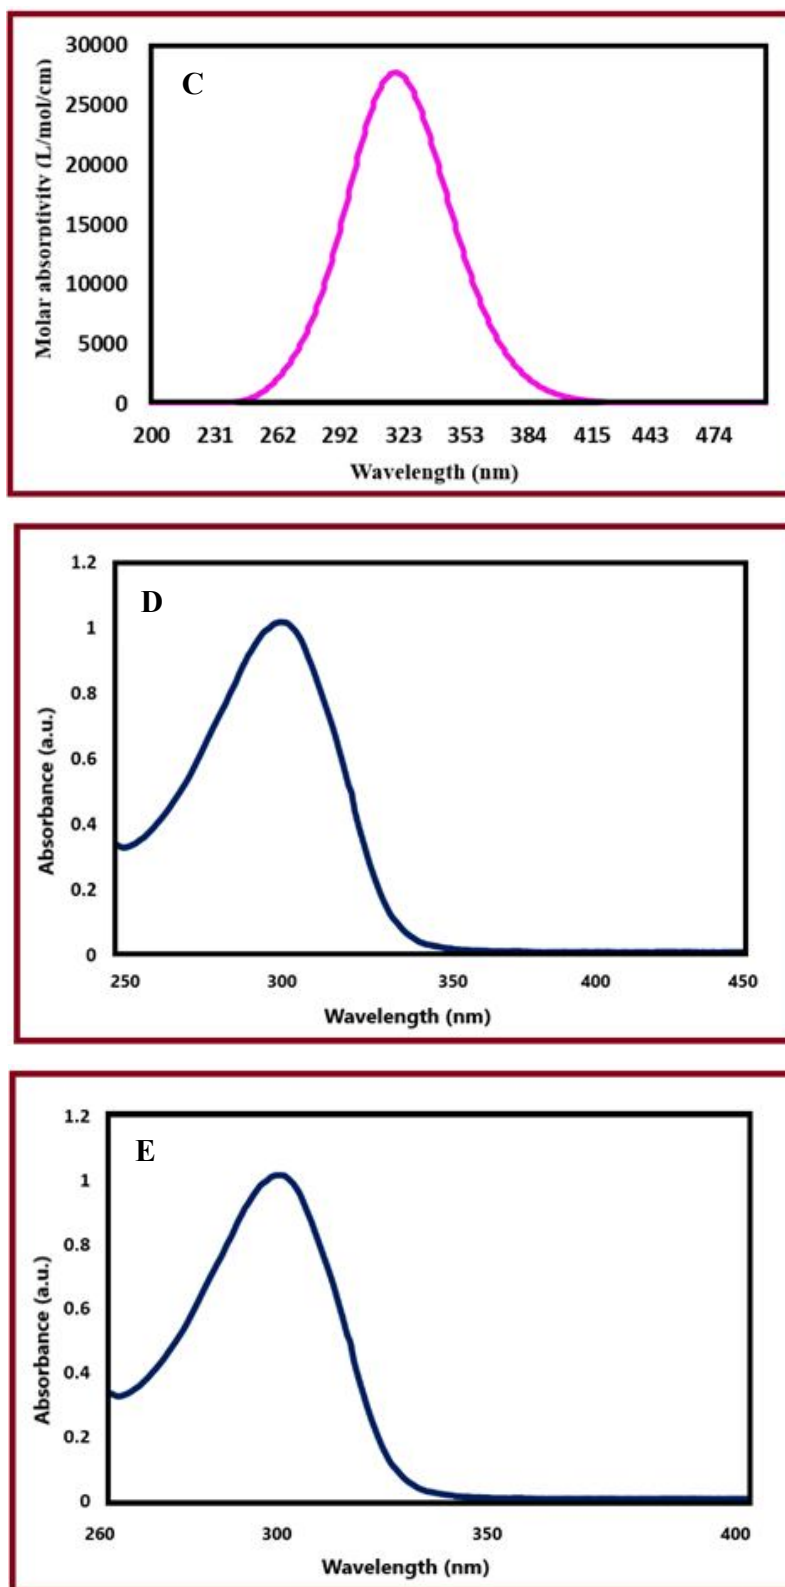 30000
C
25000
20000
15000
10000
5000
0
Molar absorptivity (L/mol/cm)
200 231 262 292 323 353 384 415 443 474
Wavelength (nm)
1.2
D
1
0.8
0.6
0.4
0.2
0
Absorbance (a.u.)
250 300 350 400 450
Wavelength (nm)
1.2
E
1
0.8
0.6
0.4
0.2
0
Absorbance (a.u.)
260 300 350 400
Wavelength (nm)